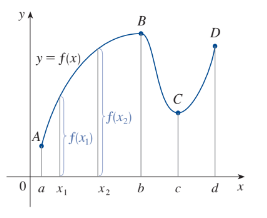 y
B
D
y = f(x)
C
f(x₂)
A
f(x₁)
0 a x₁ x₂ b c d x